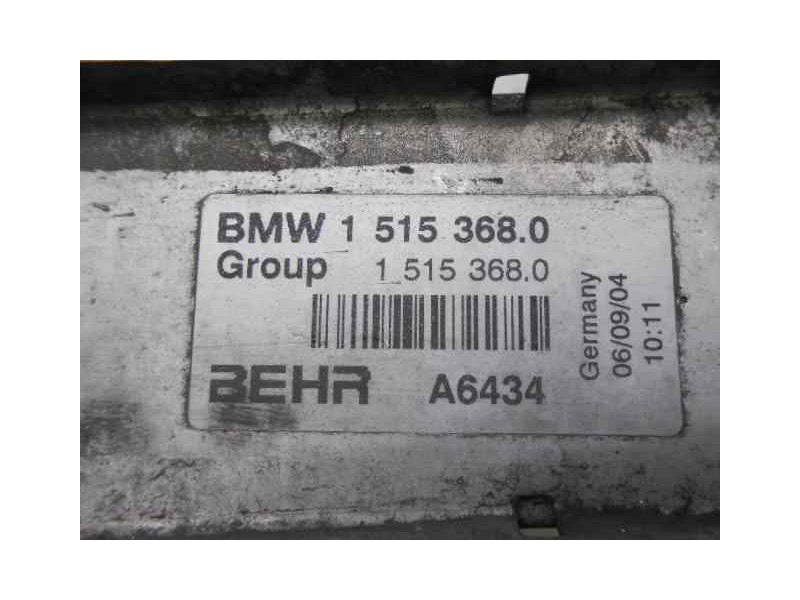 BMW 1 515 368.0
Group 1 515 368.0
BEHR A6434
Germany
06/09/04
10:11